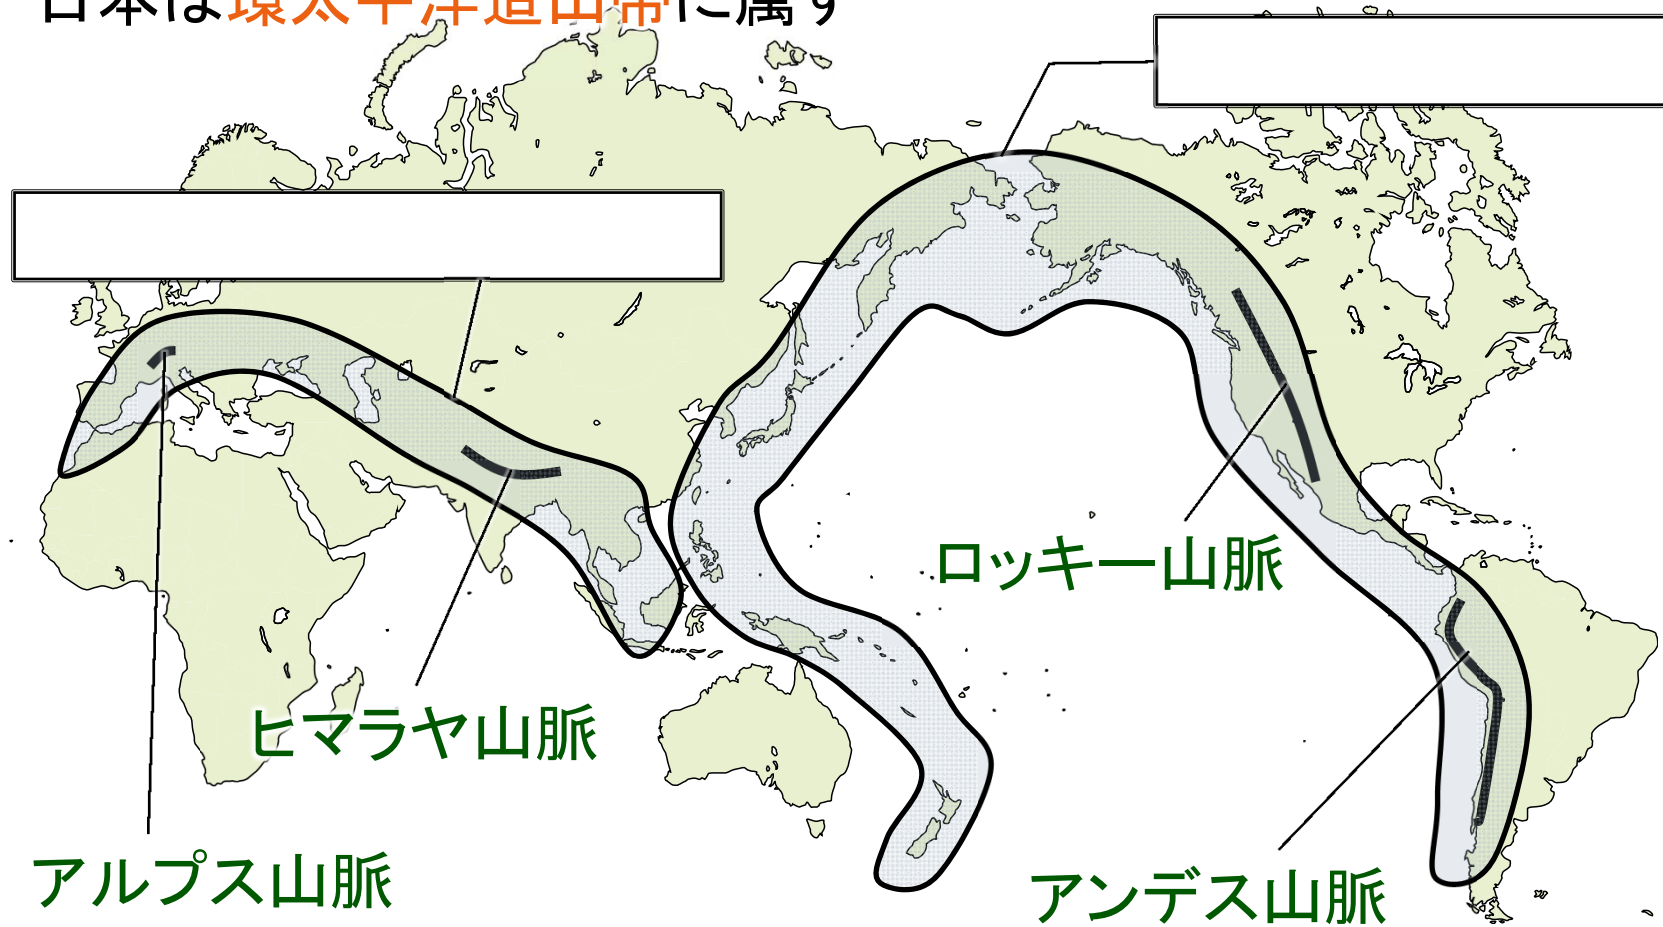 日本は環太平洋造山帯に属す
ロッキー山脈
ヒマラヤ山脈
アルプス山脈
アンデス山脈